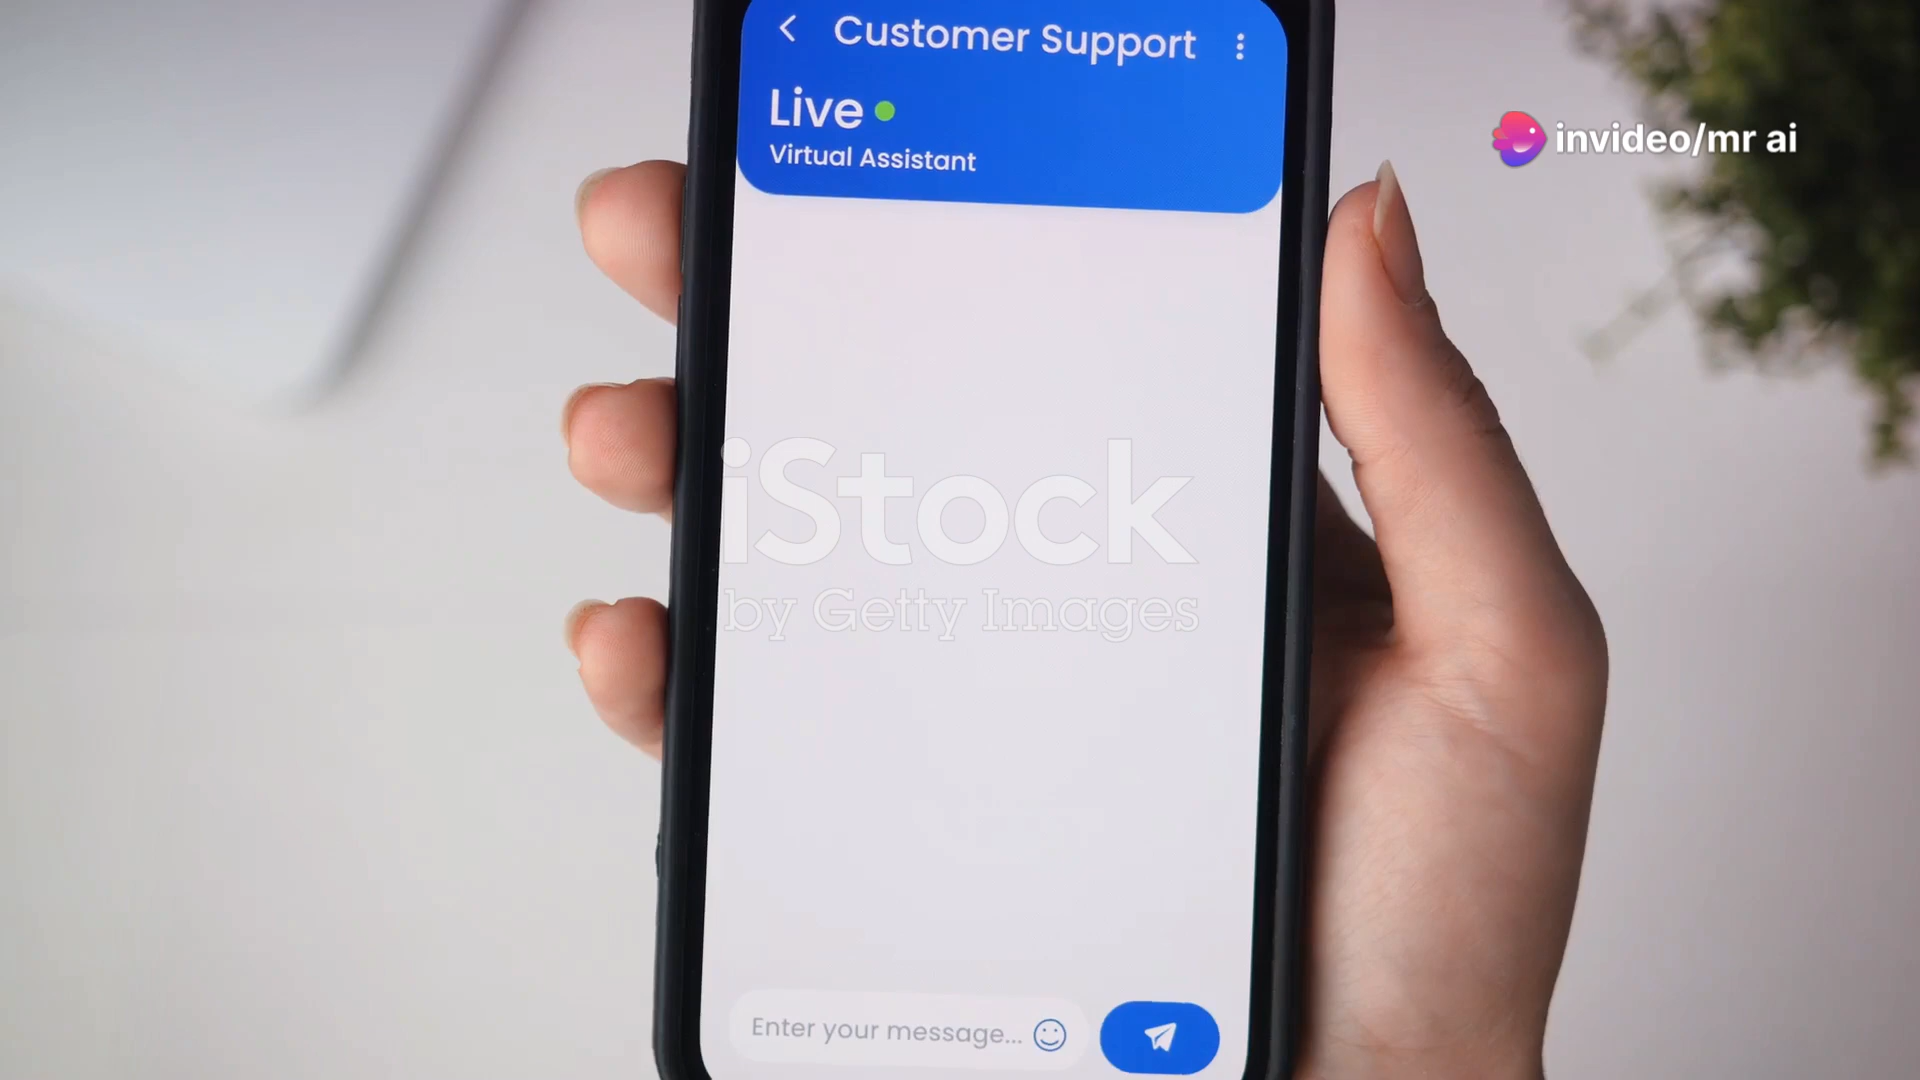 Customer Support
Live
Virtual Assistant
invideo/mr ai
iStock
by Getty Images
Enter your message...